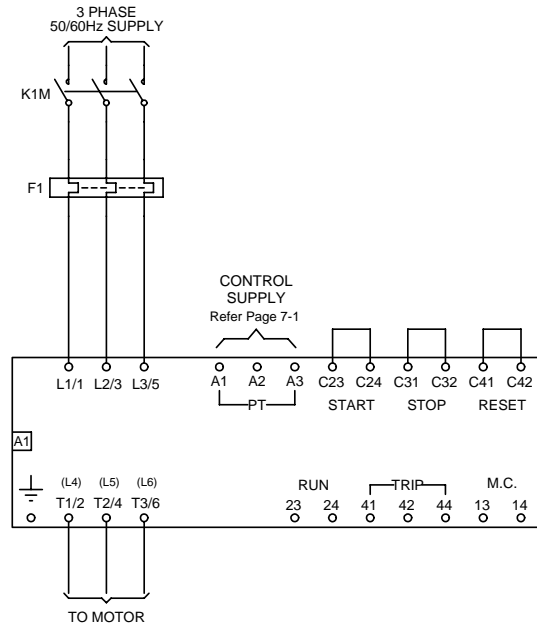 3 PHASE
50/60Hz SUPPLY
K1M
F1
CONTROL
SUPPLY
Refer Page 7-1
L1/1 L2/3 L3/5 A1 A2 A3 C23 C24 C31 C32 C41 C42
PT START STOP RESET
A1
(L4) (L5) (L6) RUN TRIP M.C.
T1/2 T2/4 T3/6 23 24 41 42 44 13 14
TO MOTOR